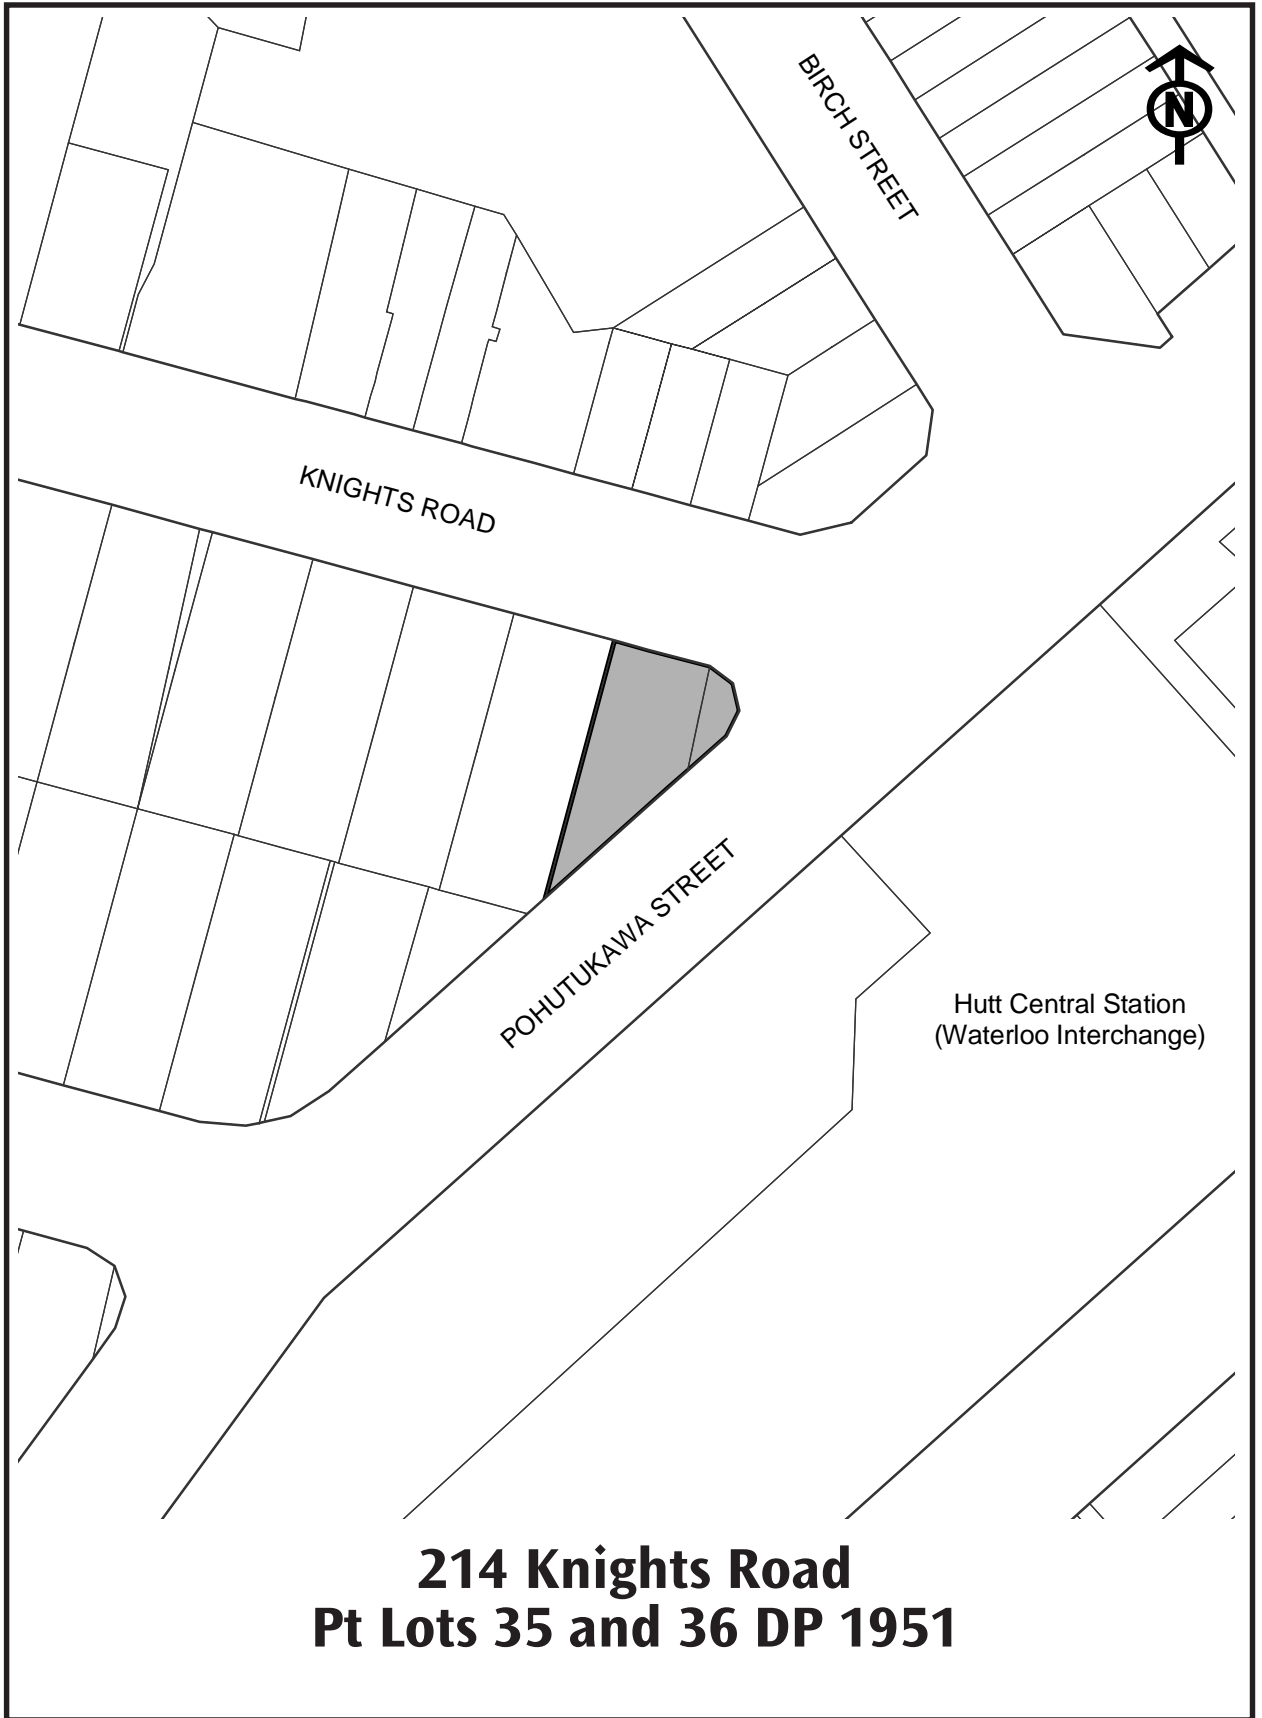 BIRCH STREET
N
KNIGHTS ROAD
POHUTUKAWA STREET
Hutt Central Station
(Waterloo Interchange)
214 Knights Road
Pt Lots 35 and 36 DP 1951